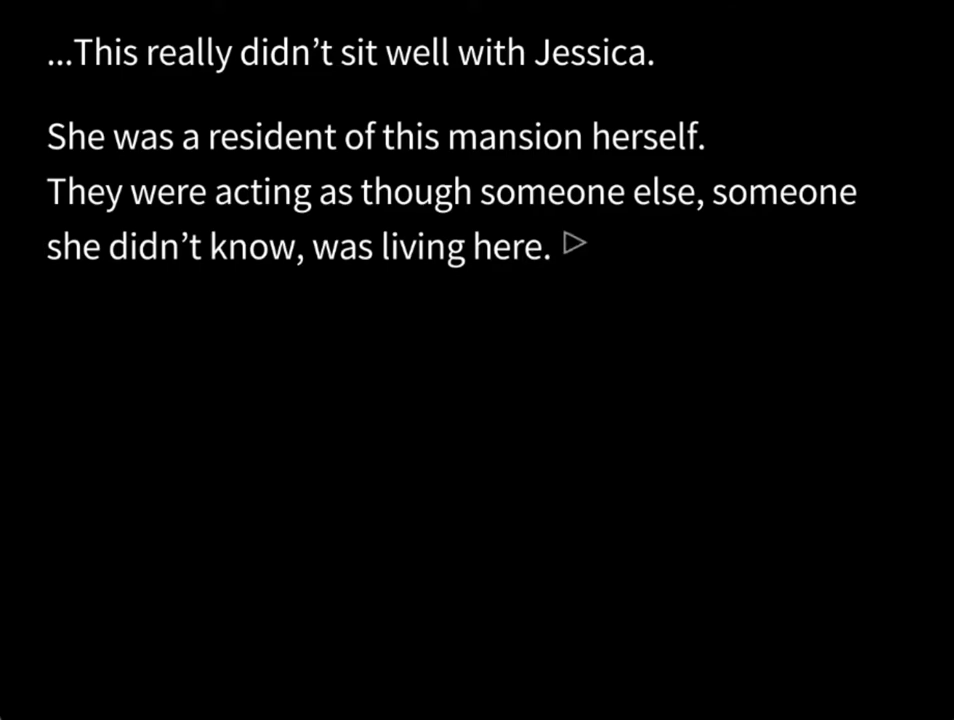 ...This really didn’t sit well with Jessica.
She was a resident of this mansion herself.
They were acting as though someone else, someone
she didn’t know, was living here.